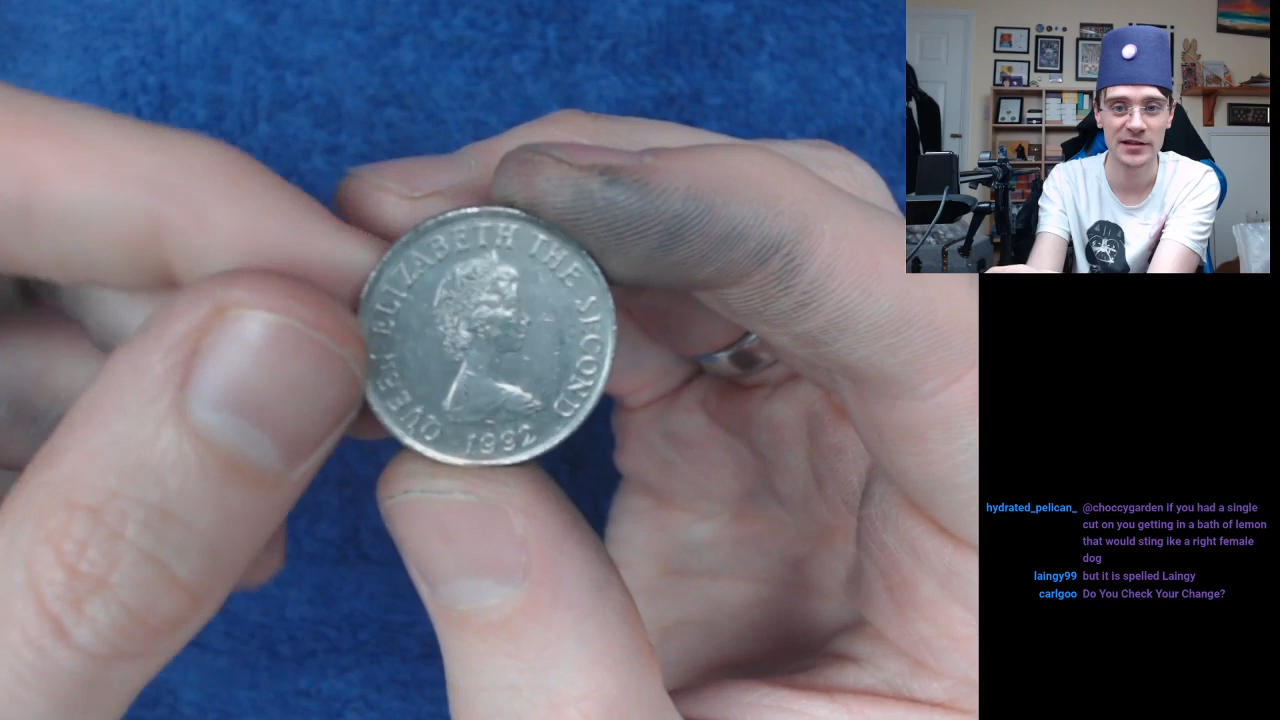 QUEEN ELIZABETH THE SECOND
1992
hydrated_pelican_ @choccygarden if you had a single
cut on you getting in a bath of lemon
that would sting ike a right female
dog
laingy99 but it is spelled Laingy
carlgoo Do You Check Your Change?